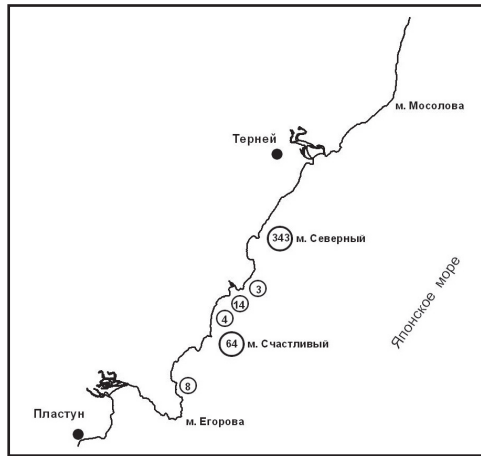 м. Мосолова
Терней
343 м. Северный
3
14
4
64 м. Счастливый
Японское море
8
м. Егорова
Пластун